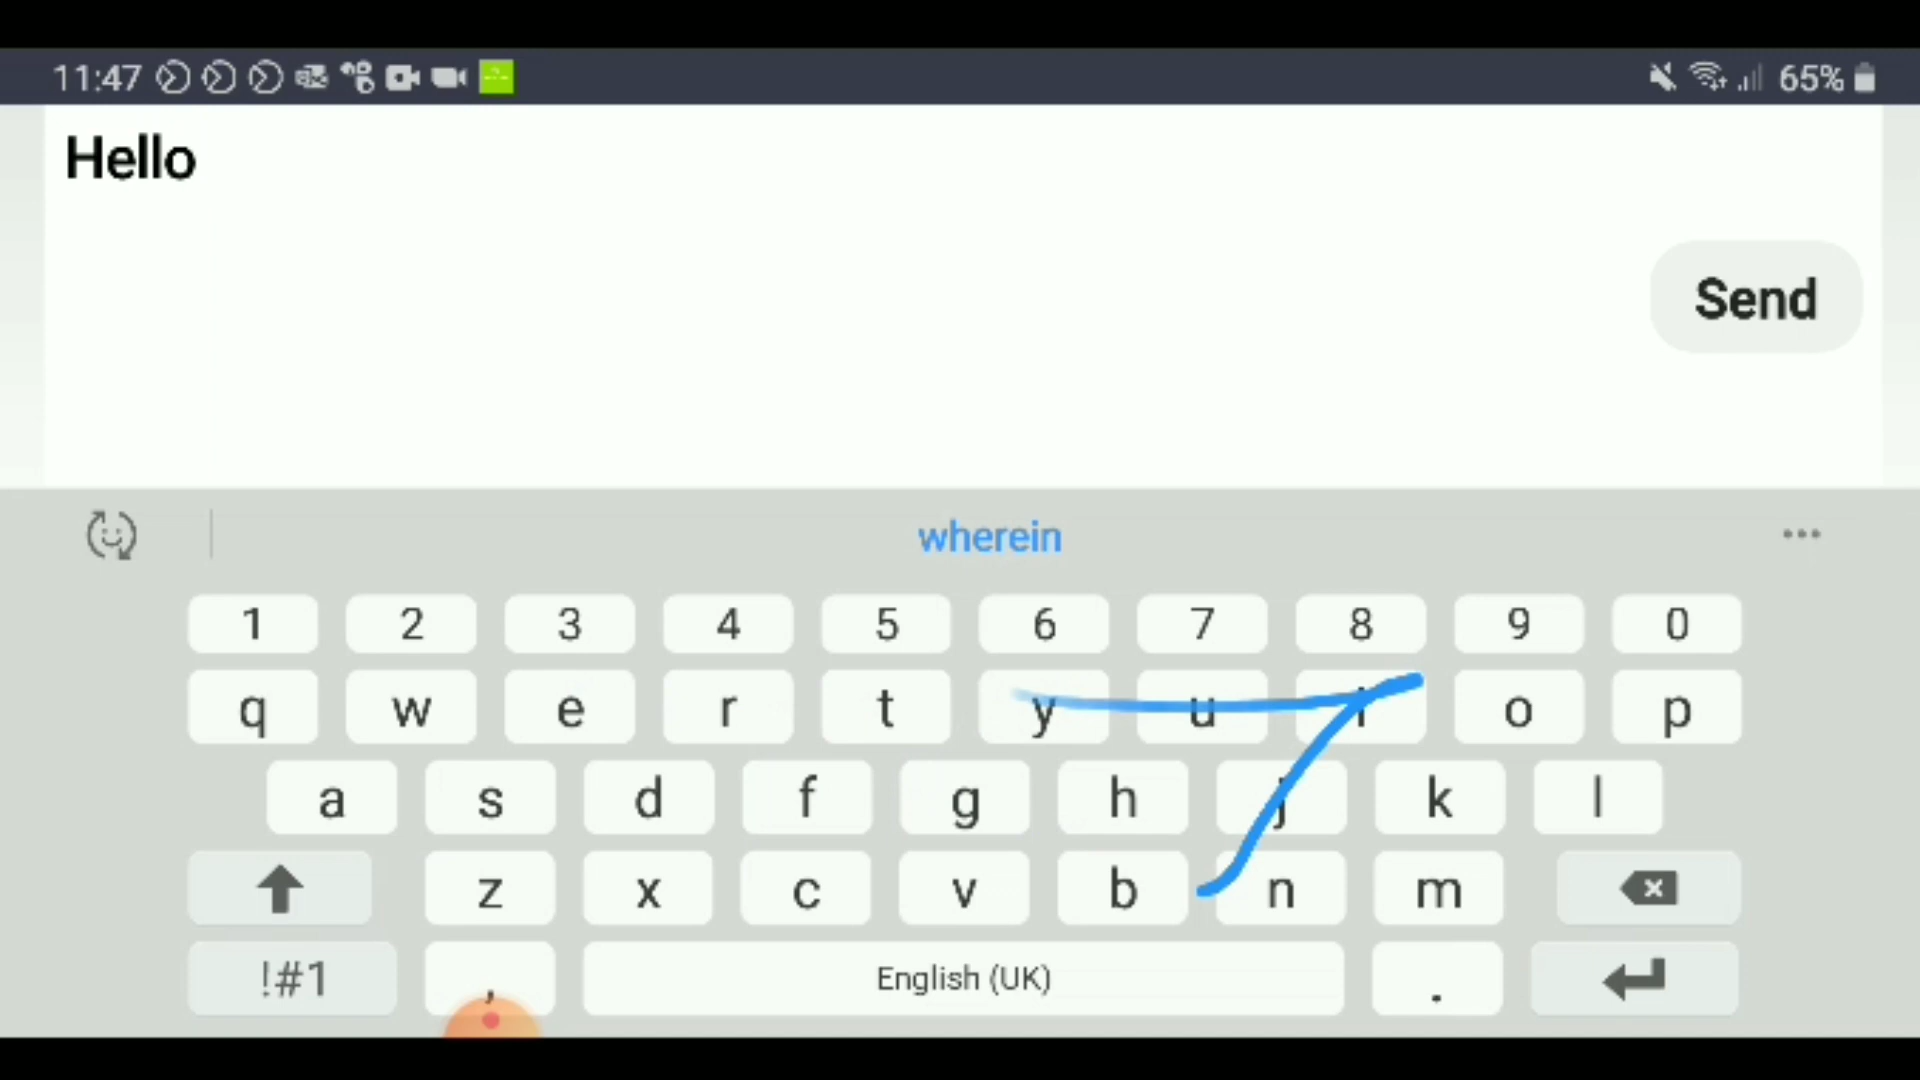 11:47 65%
Hello
Send
wherein
1 2 3 4 5 6 7 8 9 0
q w e r t y u i o p
a s d f g h j k l
z x c v b n m
!#1 , English (UK) .